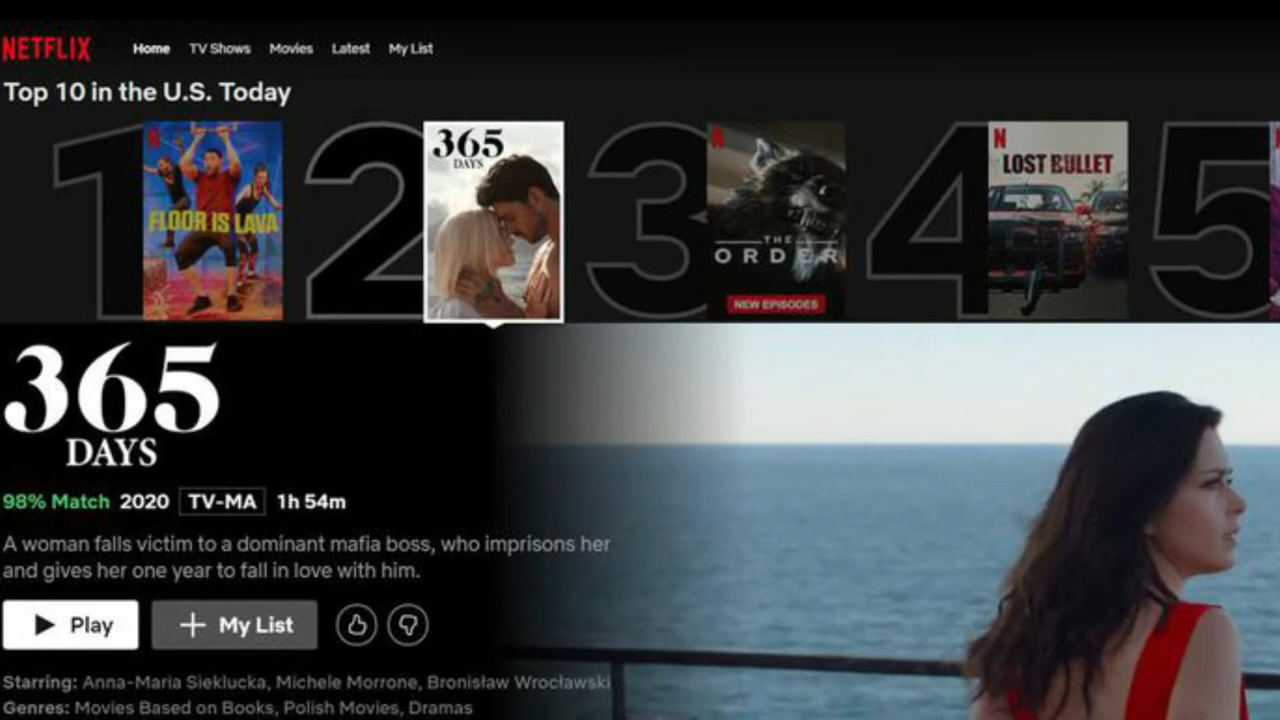 NETFLIX Home TV Shows Movies Latest My List
Top 10 in the U.S. Today
1 2 3 4 5
N
FLOOR IS LAVA
365
DAYS
N
THE
ORDER
NEW EPISODES
N
LOST BULLET
365
DAYS
98% Match 2020 TV-MA 1h 54m
A woman falls victim to a dominant mafia boss, who imprisons her
and gives her one year to fall in love with him.
Play My List
Starring: Anna-Maria Sieklucka, Michele Morrone, Bronisław Wrocławski
Genres: Movies Based on Books, Polish Movies, Dramas